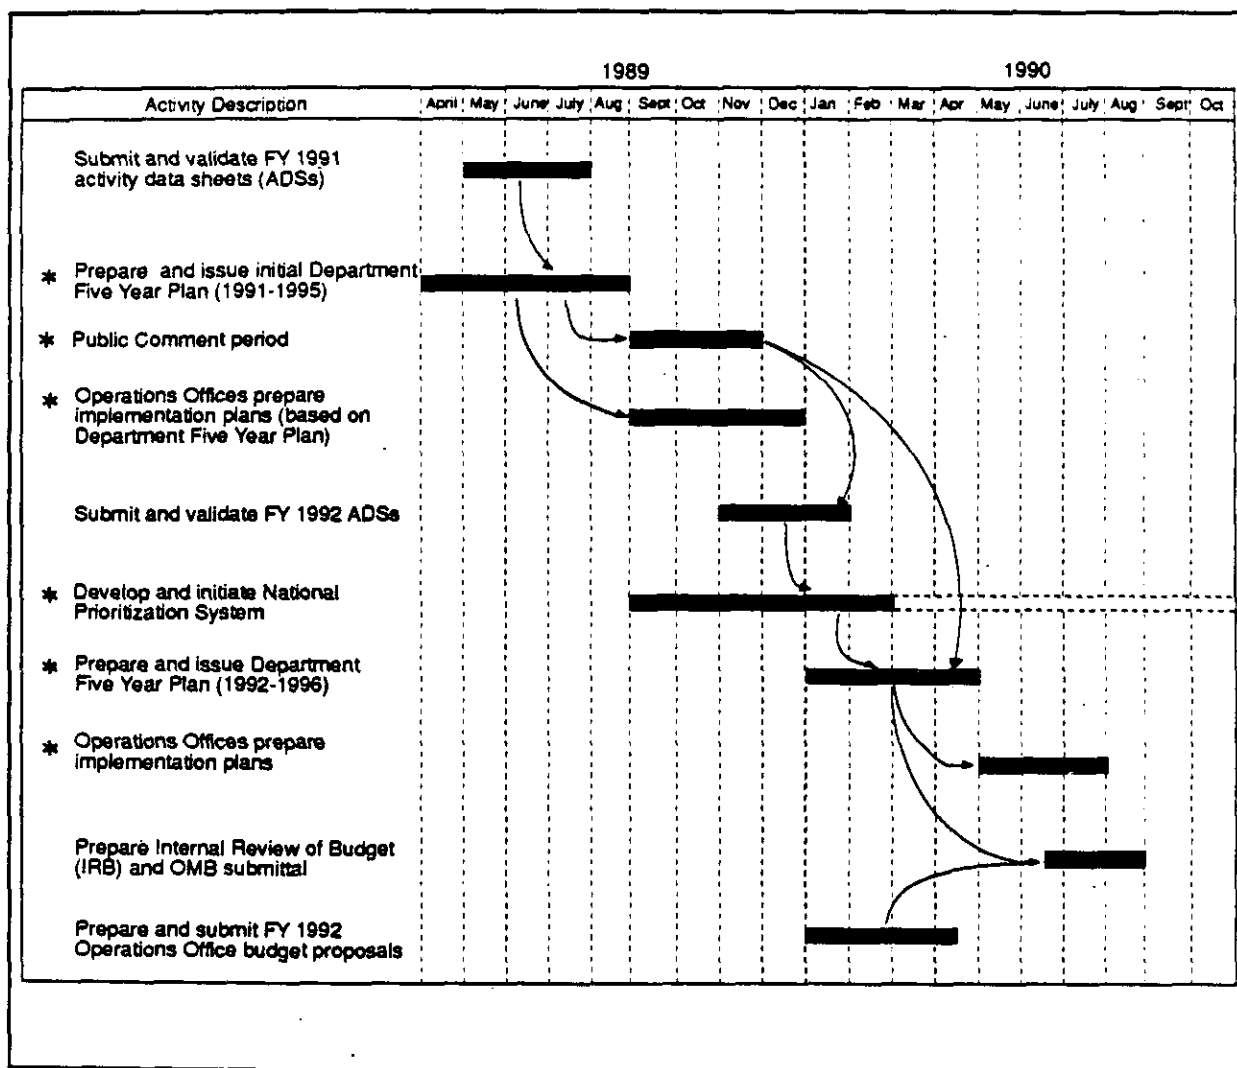 1989 1990
Activity Description April May June July Aug Sept Oct Nov Dec Jan Feb Mar Apr May June July Aug Sept Oct
Submit and validate FY 1991
activity data sheets (ADSs)
* Prepare and issue initial Department
Five Year Plan (1991-1995)
* Public Comment period
* Operations Offices prepare
implementation plans (based on
Department Five Year Plan)
Submit and validate FY 1992 ADSs
* Develop and initiate National
Prioritization System
* Prepare and issue Department
Five Year Plan (1992-1996)
* Operations Offices prepare
implementation plans
Prepare Internal Review of Budget
(IRB) and OMB submittal
Prepare and submit FY 1992
Operations Office budget proposals